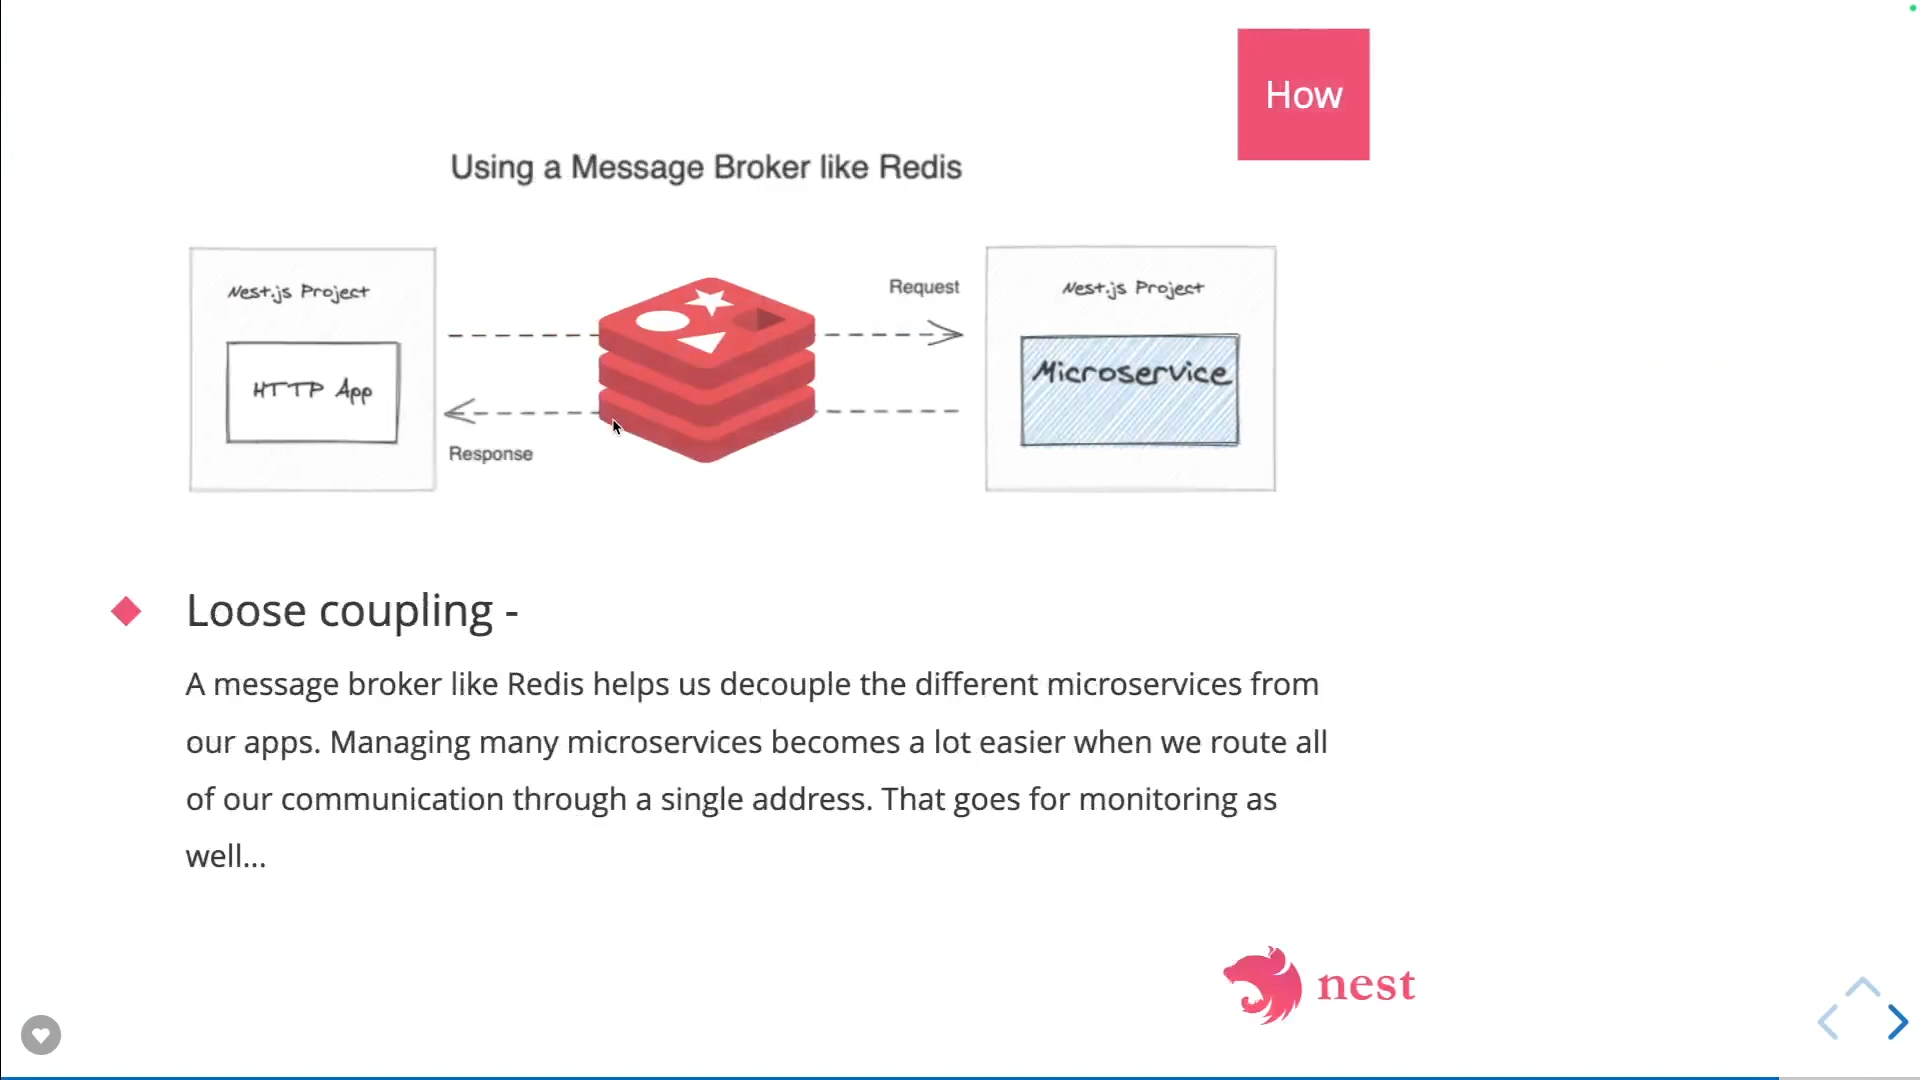 How
Using a Message Broker like Redis
Nest.js Project
HTTP App
Request
Response
Nest.js Project
Microservice
Loose coupling -
A message broker like Redis helps us decouple the different microservices from
our apps. Managing many microservices becomes a lot easier when we route all
of our communication through a single address. That goes for monitoring as
well...
nest